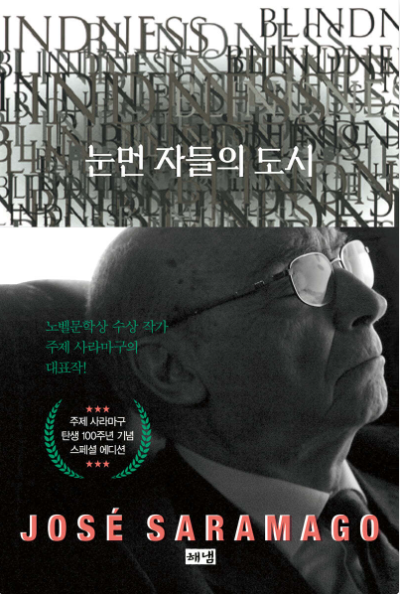 BLINDNESS
눈먼 자들의 도시
노벨문학상 수상 작가
주제 사라마구의
대표작!
주제 사라마구
탄생 100주년 기념
스페셜 에디션
JOSÉ SARAMAGO
해냄